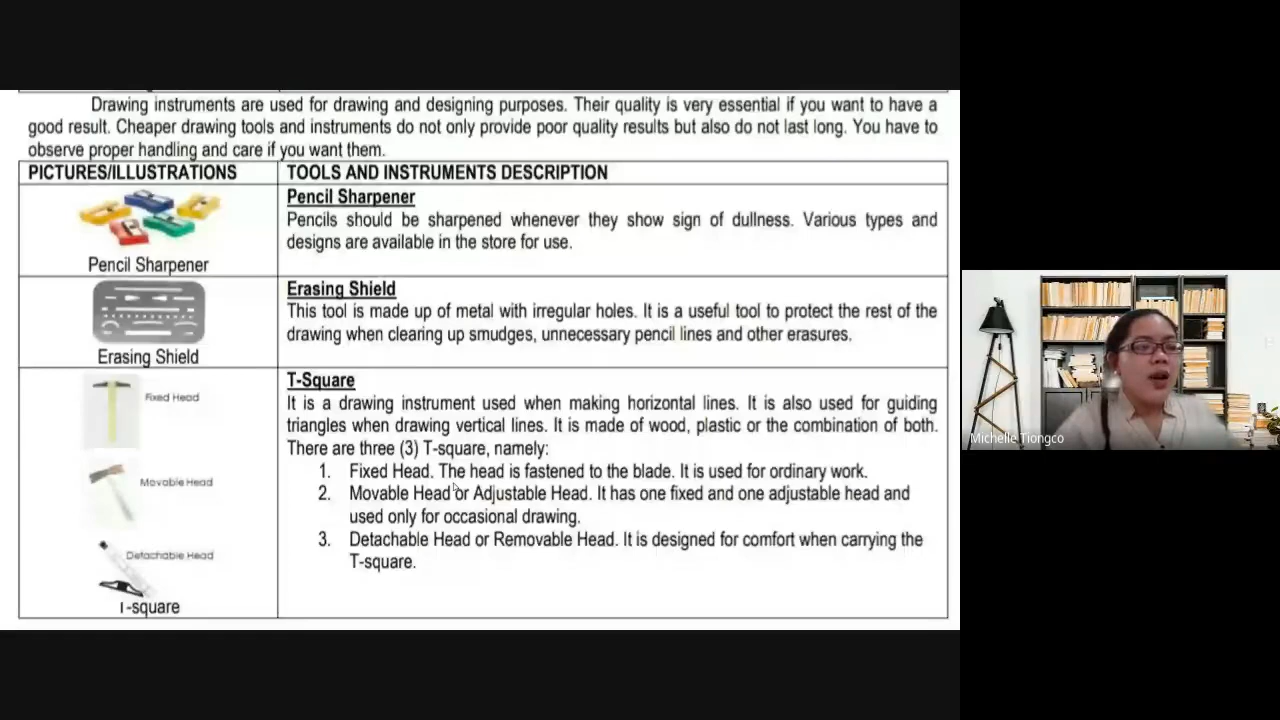 Drawing instruments are used for drawing and designing purposes. Their quality is very essential if you want to have a
good result. Cheaper drawing tools and instruments do not only provide poor quality results but also do not last long. You have to
observe proper handling and care if you want them.
PICTURES/ILLUSTRATIONS
TOOLS AND INSTRUMENTS DESCRIPTION
Pencil Sharpener
Pencil Sharpener
Pencils should be sharpened whenever they show sign of dullness. Various types and
designs are available in the store for use.
Erasing Shield
Erasing Shield
This tool is made up of metal with irregular holes. It is a useful tool to protect the rest of the
drawing when clearing up smudges, unnecessary pencil lines and other erasures.
Fixed Head
Movable Head
Detachable Head
T-square
T-Square
It is a drawing instrument used when making horizontal lines. It is also used for guiding
triangles when drawing vertical lines. It is made of wood, plastic or the combination of both.
There are three (3) T-square, namely:
1. Fixed Head. The head is fastened to the blade. It is used for ordinary work.
2. Movable Head or Adjustable Head. It has one fixed and one adjustable head and
used only for occasional drawing.
3. Detachable Head or Removable Head. It is designed for comfort when carrying the
T-square.
Michelle Tiongco